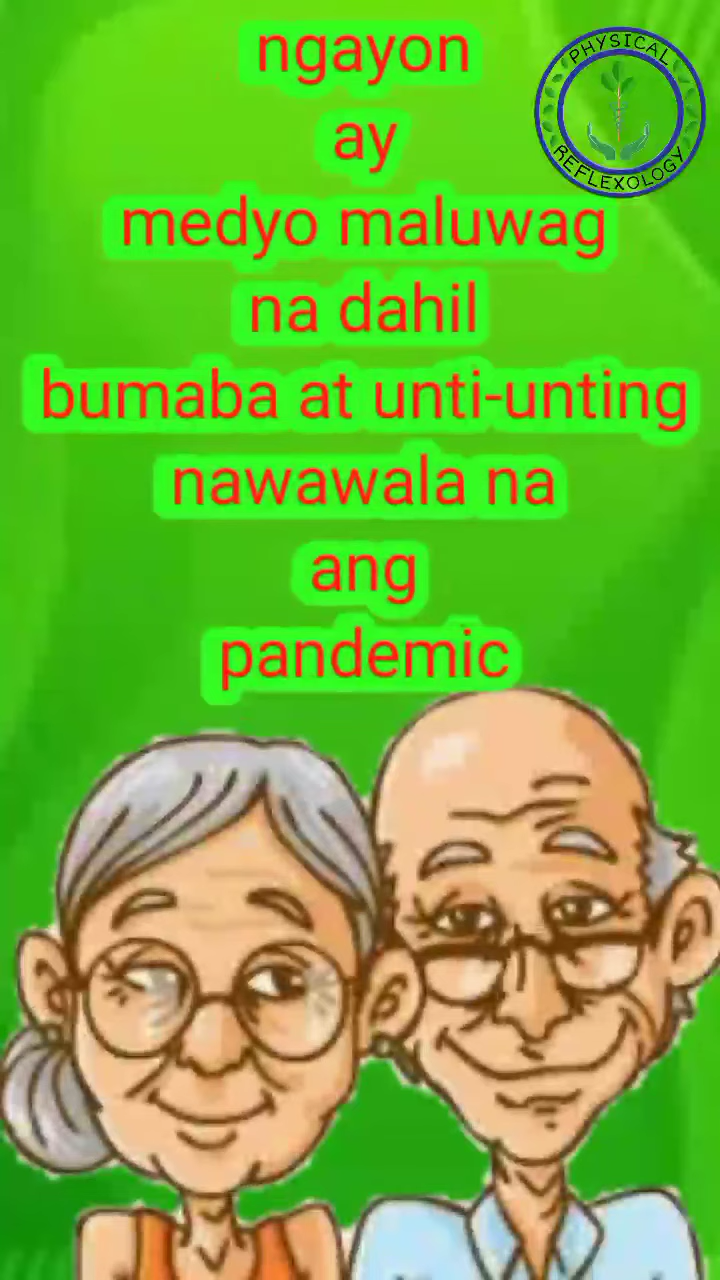 ngayon
ay
medyo maluwag
na dahil
bumaba at unti-unting
nawawala na
ang
pandemic
PHYSICAL
REFLEXOLOGY